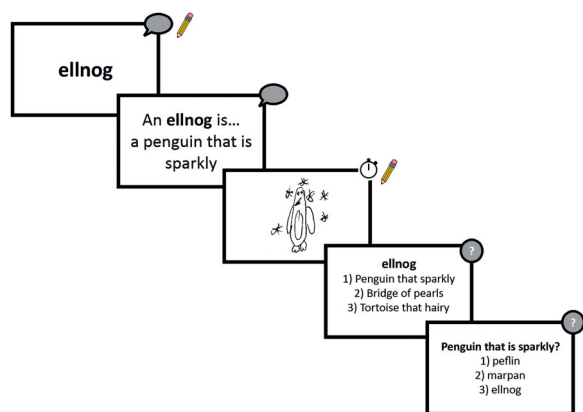 ellnog
An ellnog is...
a penguin that is
sparkly
ellnog
1) Penguin that sparkly
2) Bridge of pearls
3) Tortoise that hairy
?
Penguin that is sparkly?
1) peflin
2) marpan
3) ellnog
?